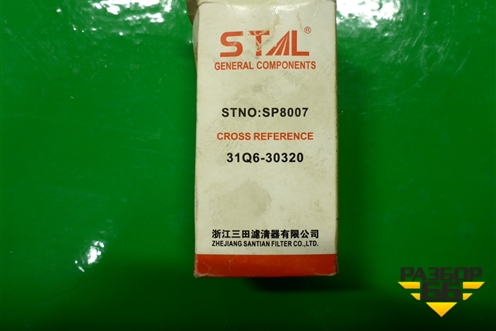 STAL®
GENERAL COMPONENTS
STNO:SP8007
CROSS REFERENCE
31Q6-30320
浙江三田滤清器有限公司
ZHEJIANG SANTIAN FILTER CO.,LTD.
РАЗБОР
66